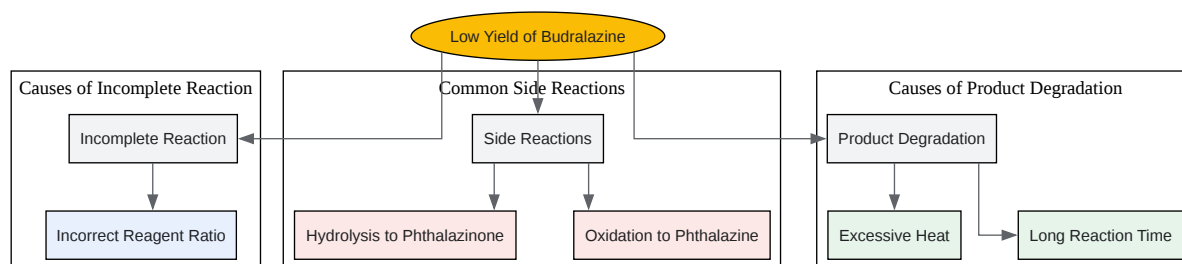 Low Yield of Budralazine
Causes of Incomplete Reaction
Common Side Reactions
Causes of Product Degradation
Incomplete Reaction
Side Reactions
Product Degradation
Incorrect Reagent Ratio
Hydrolysis to Phthalazinone
Oxidation to Phthalazine
Excessive Heat
Long Reaction Time